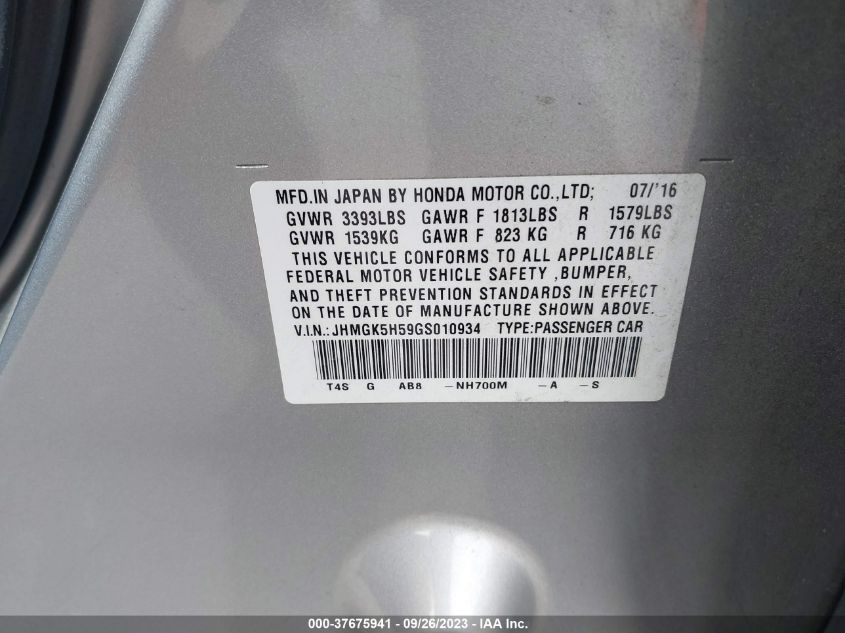 MFD.IN JAPAN BY HONDA MOTOR CO.,LTD; 07/'16
GVWR 3393LBS GAWR F 1813LBS R 1579LBS
GVWR 1539KG GAWR F 823 KG R 716 KG
THIS VEHICLE CONFORMS TO ALL APPLICABLE
FEDERAL MOTOR VEHICLE SAFETY ,BUMPER,
AND THEFT PREVENTION STANDARDS IN EFFECT
ON THE DATE OF MANUFACTURE SHOWN ABOVE.
V.I.N.:JHMGK5H59GS010934 TYPE:PASSENGER CAR
T4S G AB8 -NH700M -A -S
000-37675941 - 09/26/2023 - IAA Inc.